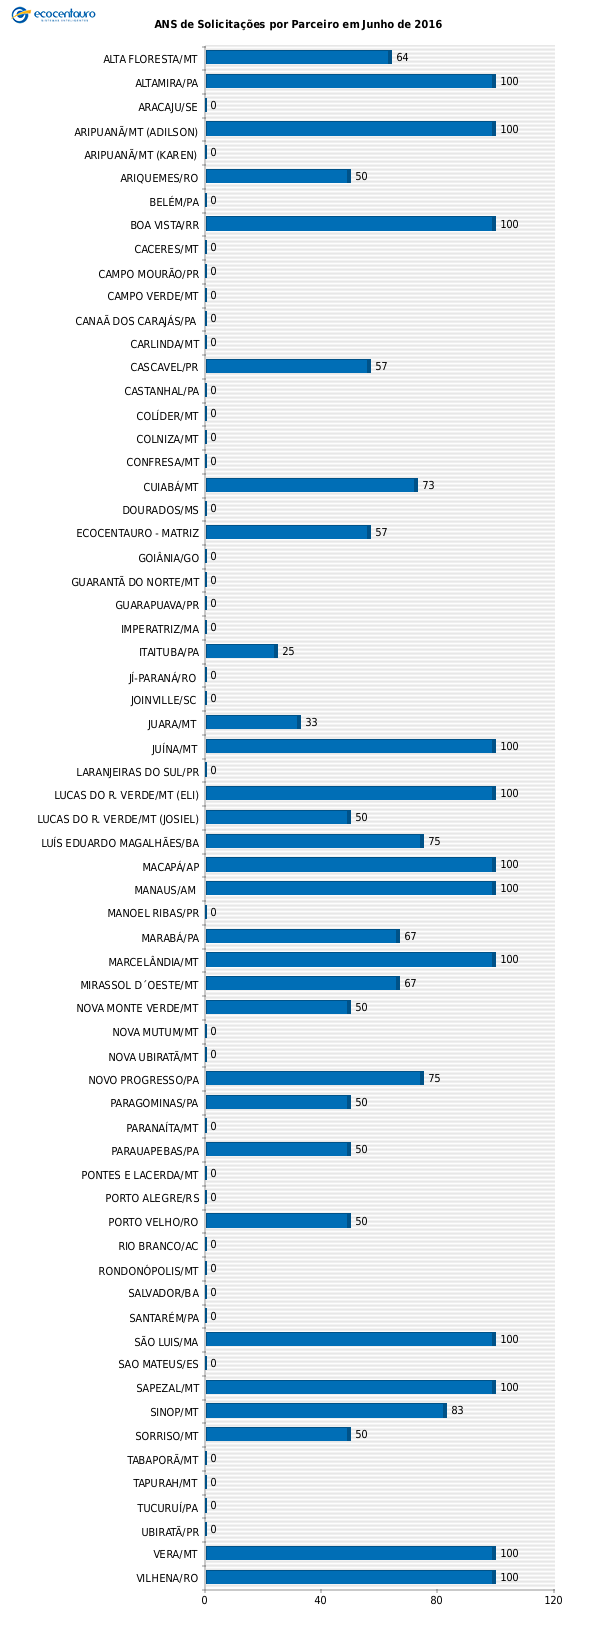 ecocentauro
ANS de Solicitações por Parceiro em Junho de 2016
ALTA FLORESTA/MT 64
ALTAMIRA/PA 100
ARACAJU/SE 0
ARIPUANÃ/MT (ADILSON) 100
ARIPUANÃ/MT (KAREN) 0
ARIQUEMES/RO 50
BELÉM/PA 0
BOA VISTA/RR 100
CACERES/MT 0
CAMPO MOURÃO/PR 0
CAMPO VERDE/MT 0
CANAÃ DOS CARAJÁS/PA 0
CARLINDA/MT 0
CASCAVEL/PR 57
CASTANHAL/PA 0
COLÍDER/MT 0
COLNIZA/MT 0
CONFRESA/MT 0
CUIABÁ/MT 73
DOURADOS/MS 0
ECOCENTAURO - MATRIZ 57
GOIÂNIA/GO 0
GUARANTÃ DO NORTE/MT 0
GUARAPUAVA/PR 0
IMPERATRIZ/MA 0
ITAITUBA/PA 25
JÍ-PARANÁ/RO 0
JOINVILLE/SC 0
JUARA/MT 33
JUÍNA/MT 100
LARANJEIRAS DO SUL/PR 0
LUCAS DO R. VERDE/MT (ELI) 100
LUCAS DO R. VERDE/MT (JOSIEL) 50
LUÍS EDUARDO MAGALHÃES/BA 75
MACAPÁ/AP 100
MANAUS/AM 100
MANOEL RIBAS/PR 0
MARABÁ/PA 67
MARCELÂNDIA/MT 100
MIRASSOL D´OESTE/MT 67
NOVA MONTE VERDE/MT 50
NOVA MUTUM/MT 0
NOVA UBIRATÃ/MT 0
NOVO PROGRESSO/PA 75
PARAGOMINAS/PA 50
PARANAÍTA/MT 0
PARAUAPEBAS/PA 50
PONTES E LACERDA/MT 0
PORTO ALEGRE/RS 0
PORTO VELHO/RO 50
RIO BRANCO/AC 0
RONDONÓPOLIS/MT 0
SALVADOR/BA 0
SANTARÉM/PA 0
SÃO LUIS/MA 100
SAO MATEUS/ES 0
SAPEZAL/MT 100
SINOP/MT 83
SORRISO/MT 50
TABAPORÃ/MT 0
TAPURAH/MT 0
TUCURUÍ/PA 0
UBIRATÃ/PR 0
VERA/MT 100
VILHENA/RO 100
0 40 80 120